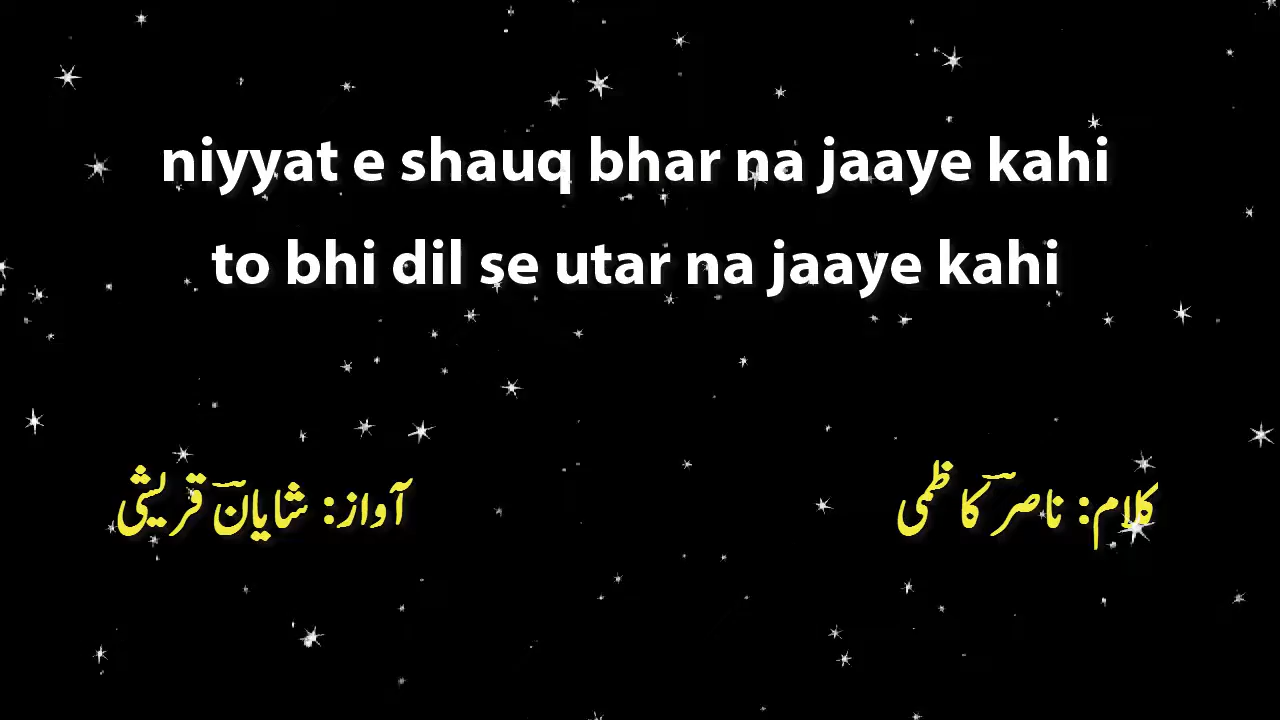 niyyat e shauq bhar na jaaye kahi
to bhi dil se utar na jaaye kahi
کلام: ناصرؔ کاظمی
آواز: شایانؔ قریشی